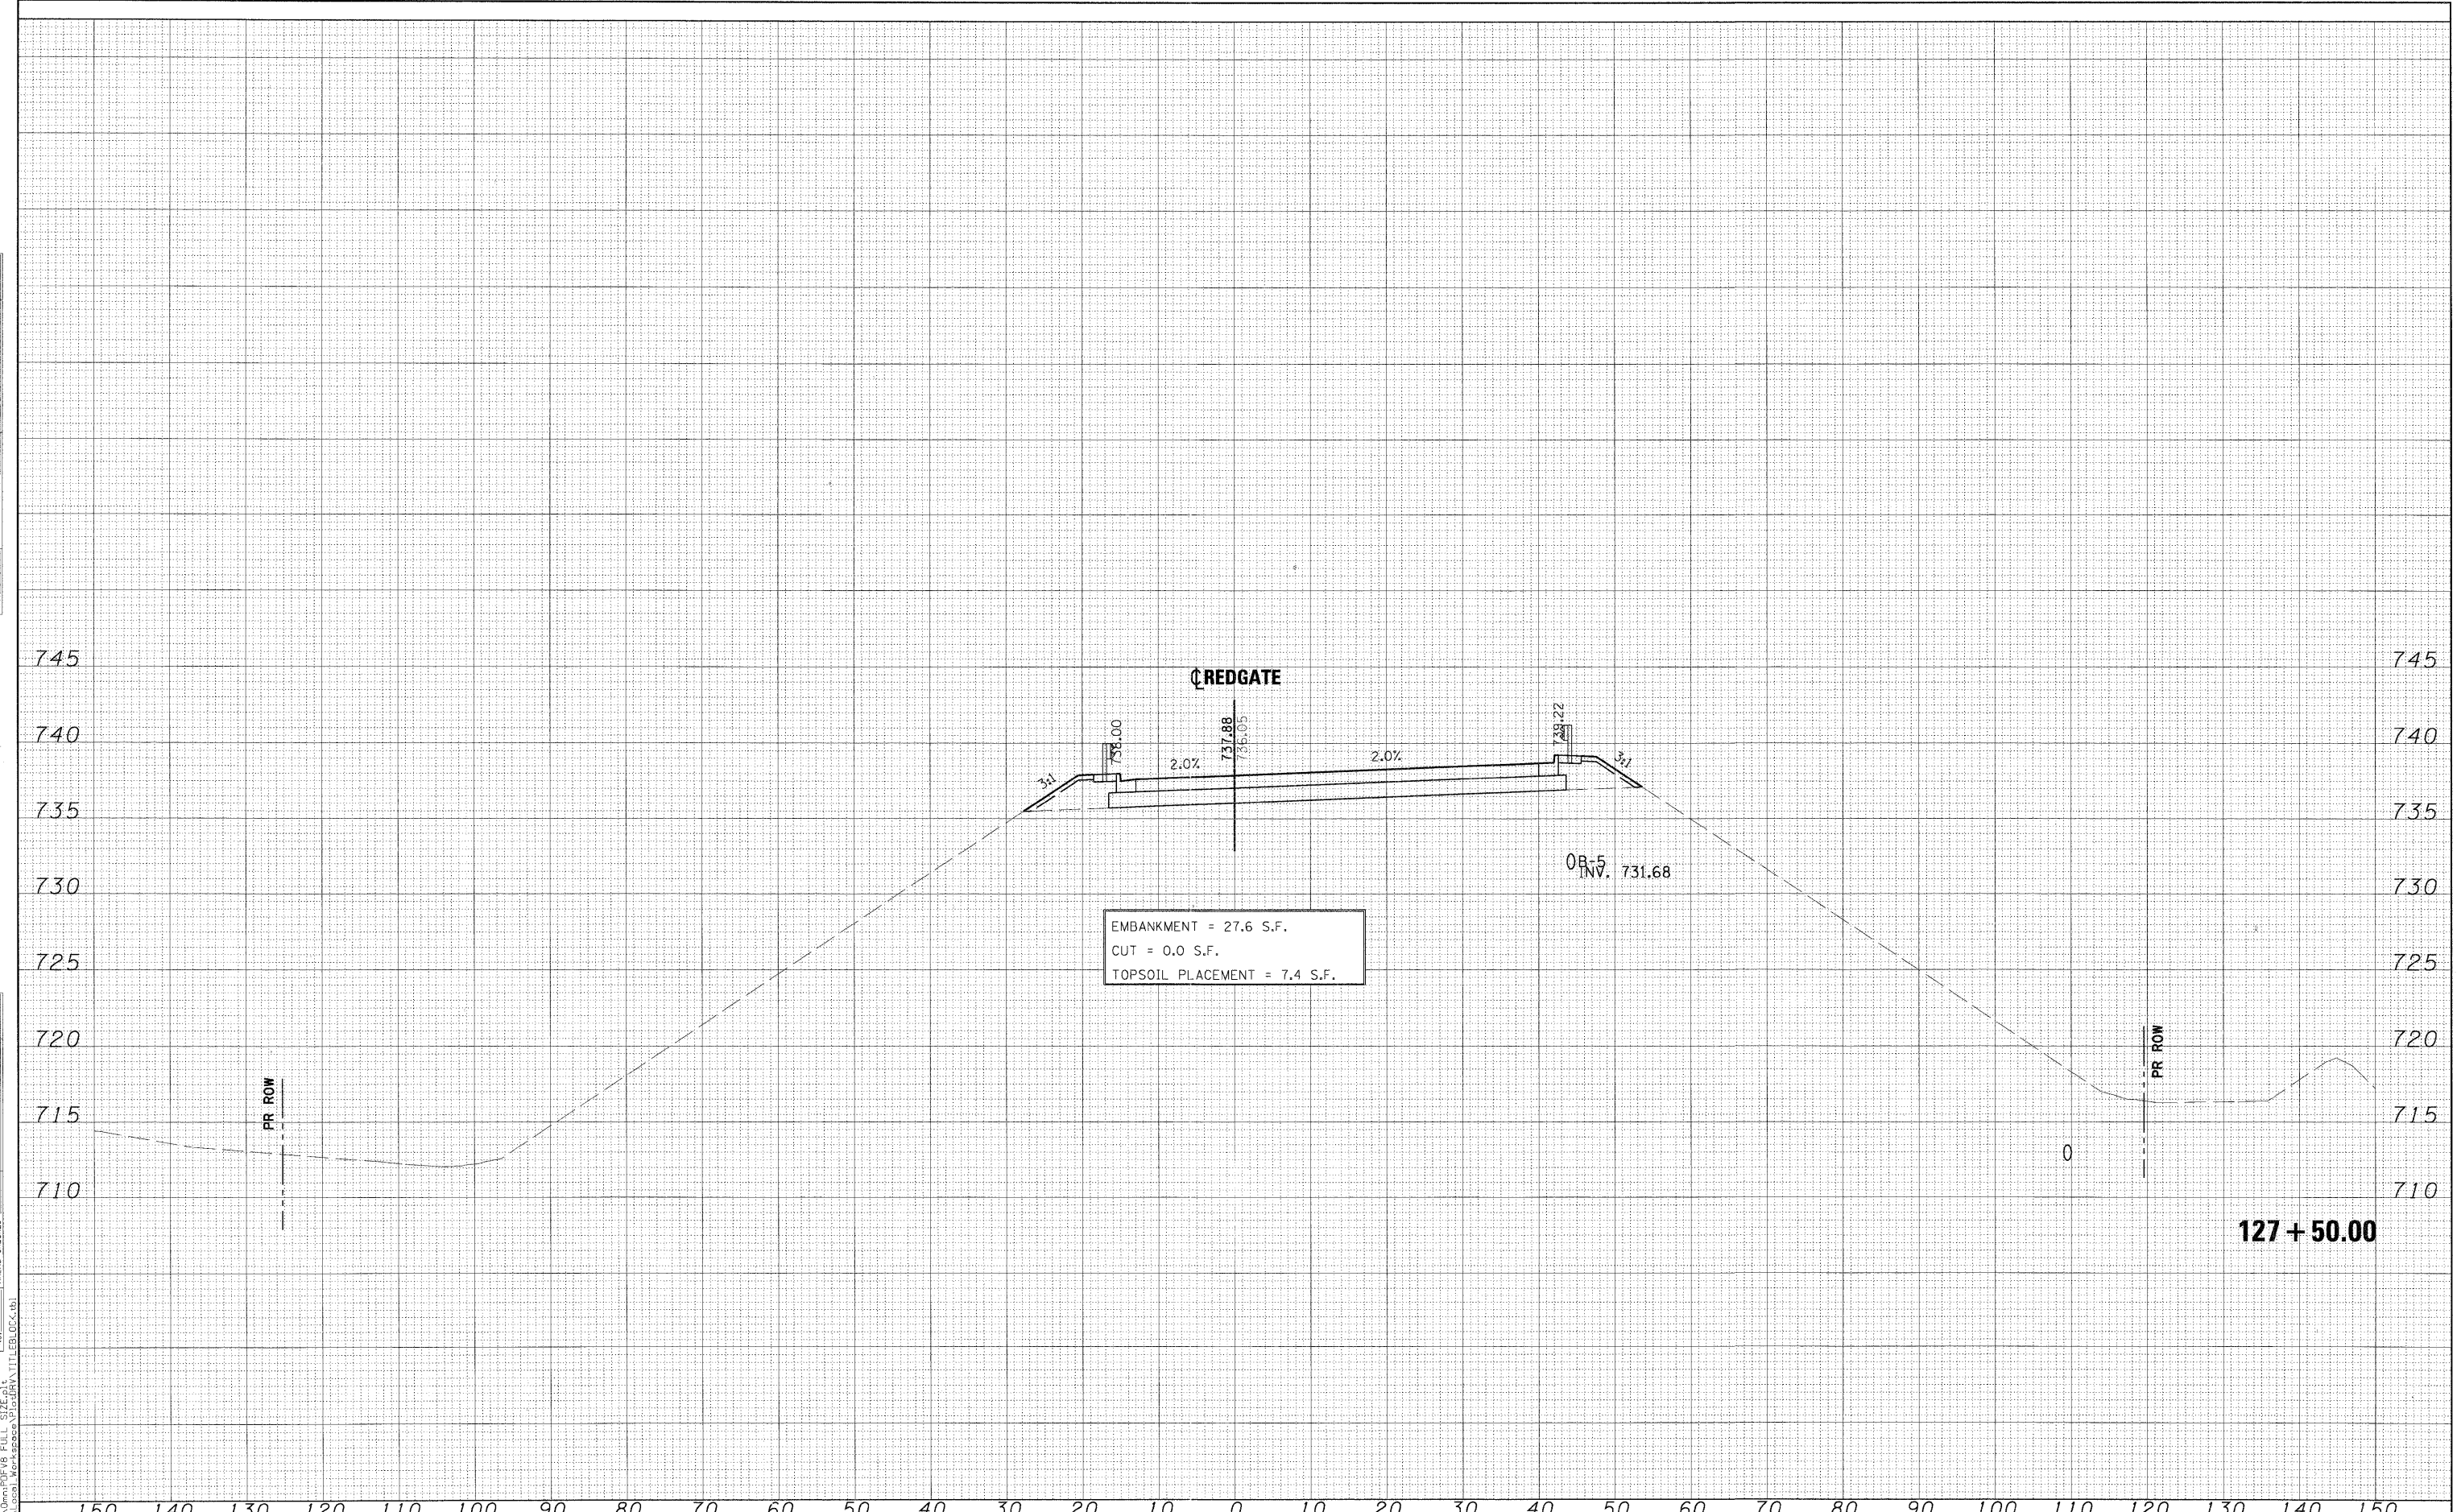 745 745
℄ REDGATE
740 738.00 737.88 736.05 739.22 740
3:1 2.0% 2.0% 3:1
735 735
B-5
INV. 731.68
730 730
EMBANKMENT = 27.6 S.F.
CUT = 0.0 S.F.
TOPSOIL PLACEMENT = 7.4 S.F.
725 725
720 720
PR ROW PR ROW
715 715
710 710
127+50.00
150 140 130 120 110 100 90 80 70 60 50 40 30 20 10 0 10 20 30 40 50 60 70 80 90 100 110 120 130 140 150